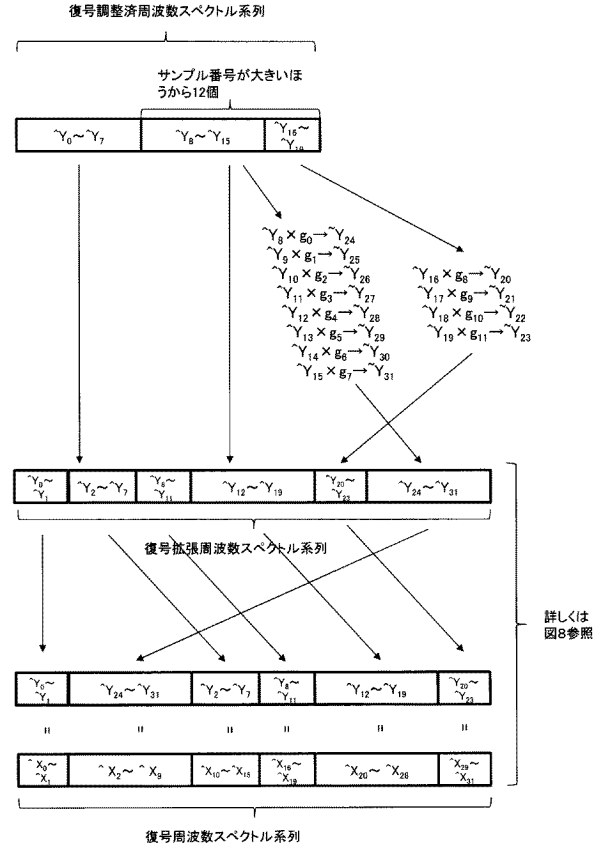 復号調整済周波数スペクトル系列
サンプル番号が大きいほ
うから12個
^Y0～^Y7
^Y8～^Y15
^Y16～
^Y19
^Y8 × g0→~Y24
^Y9 × g1→~Y25
^Y10 × g2→~Y26
^Y11 × g3→~Y27
^Y12 × g4→~Y28
^Y13 × g5→~Y29
^Y14 × g6→~Y30
^Y15 × g7→~Y31
^Y16 × g8→~Y20
^Y17 × g9→~Y21
^Y18 × g10→~Y22
^Y19 × g11→~Y23
^Y0～
^Y1
^Y2～^Y7
^Y8～
^Y11
^Y12～^Y19
~Y20～
~Y23
~Y24～~Y31
復号拡張周波数スペクトル系列
詳しくは
図8参照
^Y0～
^Y1
~Y24～~Y31
^Y2～^Y7
^Y8～
^Y11
^Y12～^Y19
~Y20～
~Y23
= = = = = =
^X0～
^X1
^X2～^X9
^X10～^X15
^X16～
^X19
^X20～^X28
^X29～
^X31
復号周波数スペクトル系列